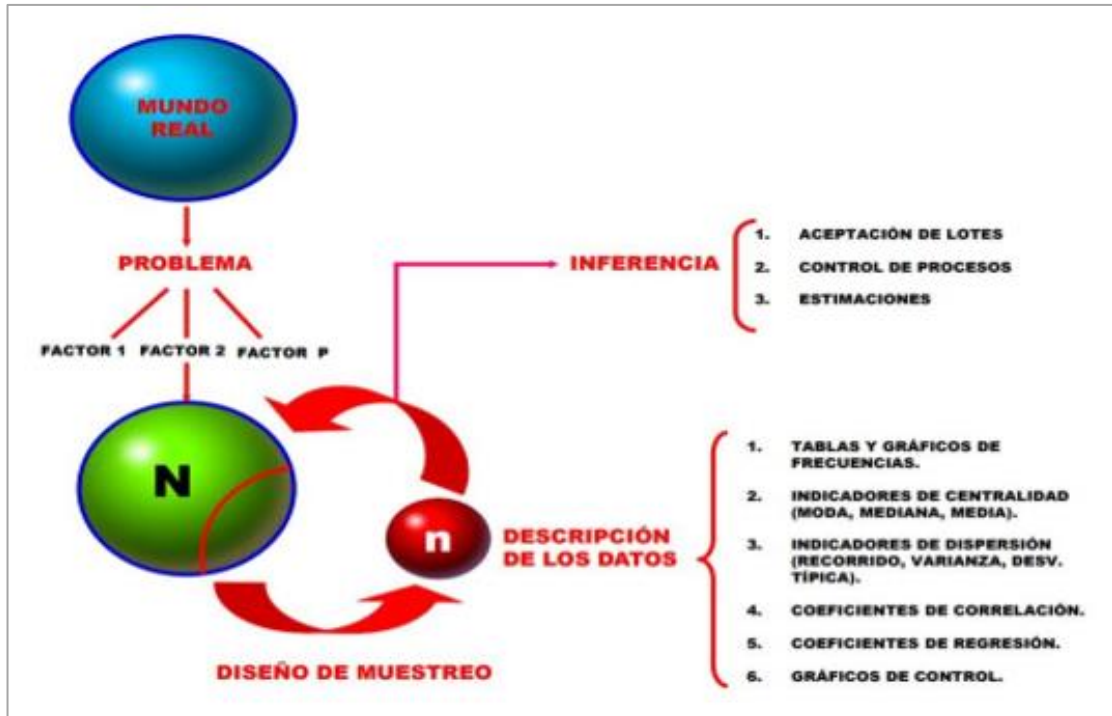 MUNDO
REAL
PROBLEMA
FACTOR 1 FACTOR 2 FACTOR P
N
n
DISEÑO DE MUESTREO
INFERENCIA
1. ACEPTACIÓN DE LOTES
2. CONTROL DE PROCESOS
3. ESTIMACIONES
DESCRIPCIÓN
DE LOS DATOS
1. TABLAS Y GRÁFICOS DE
FRECUENCIAS.
2. INDICADORES DE CENTRALIDAD
(MODA, MEDIANA, MEDIA).
3. INDICADORES DE DISPERSIÓN
(RECORRIDO, VARIANZA, DESV.
TÍPICA).
4. COEFICIENTES DE CORRELACIÓN.
5. COEFICIENTES DE REGRESIÓN.
6. GRÁFICOS DE CONTROL.